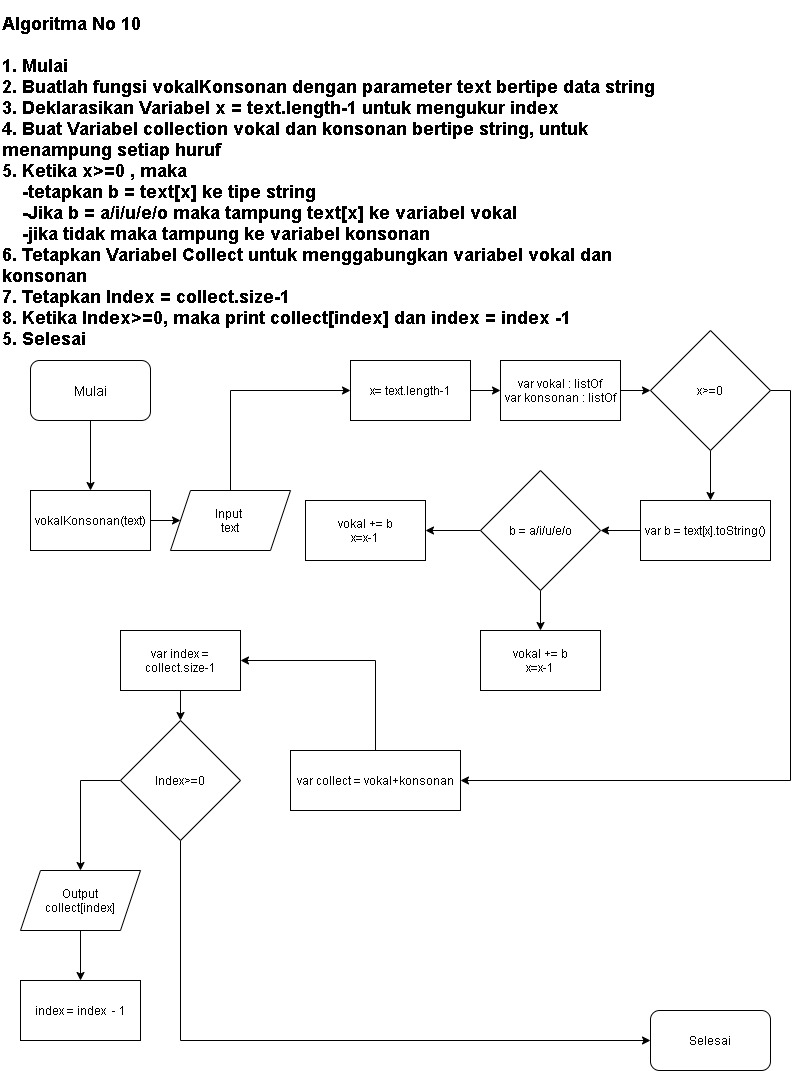 Algoritma No 10
1. Mulai
2. Buatlah fungsi vokalKonsonan dengan parameter text bertipe data string
3. Deklarasikan Variabel x = text.length-1 untuk mengukur index
4. Buat Variabel collection vokal dan konsonan bertipe string, untuk
menampung setiap huruf
5. Ketika x>=0 , maka
-tetapkan b = text[x] ke tipe string
-Jika b = a/i/u/e/o maka tampung text[x] ke variabel vokal
-jika tidak maka tampung ke variabel konsonan
6. Tetapkan Variabel Collect untuk menggabungkan variabel vokal dan
konsonan
7. Tetapkan Index = collect.size-1
8. Ketika Index>=0, maka print collect[index] dan index = index -1
5. Selesai
Mulai
x= text.length-1
var vokal : listOf
var konsonan : listOf
x>=0
vokalKonsonan(text)
Input
text
vokal += b
x=x-1
b = a/i/u/e/o
var b = text[x].toString()
var index =
collect.size-1
vokal += b
x=x-1
Index>=0
var collect = vokal+konsonan
Output
collect[index]
index = index - 1
Selesai